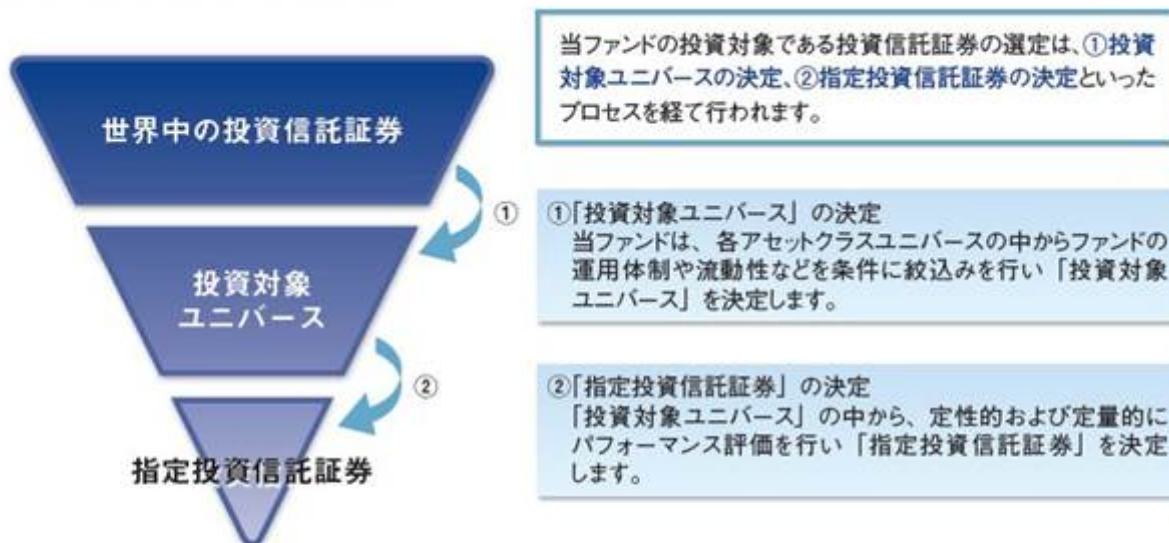 世界中の投資信託証券
①
投資対象
ユニバース
②
指定投資信託証券
当ファンドの投資対象である投資信託証券の選定は、①投資
対象ユニバースの決定、②指定投資信託証券の決定といった
プロセスを経て行われます。
①「投資対象ユニバース」の決定
当ファンドは、各アセットクラスユニバースの中からファンドの
運用体制や流動性などを条件に絞込みを行い「投資対象
ユニバース」を決定します。
②「指定投資信託証券」の決定
「投資対象ユニバース」の中から、定性的および定量的に
パフォーマンス評価を行い「指定投資信託証券」を決定
します。